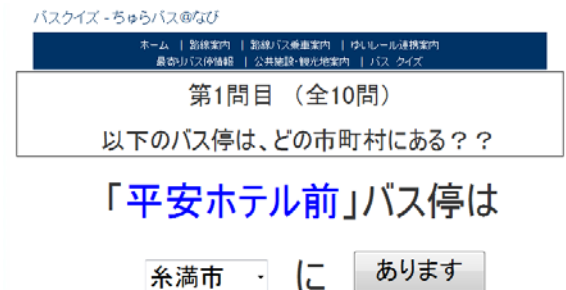 バスクイズ - ちゅらバス@なび
ホーム | 路線案内 | 路線バス乗車案内 | ゆいレール連携案内
最寄りバス停情報 | 公共施設・観光地案内 | バス クイズ
第1問目 (全10問)
以下のバス停は、どの市町村にある??
「平安ホテル前」バス停は
糸満市 に あります